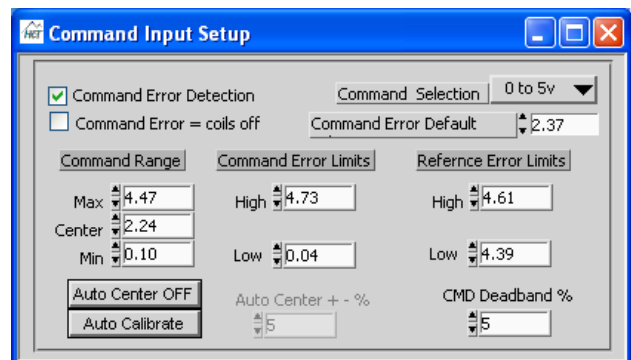 HCT Command Input Setup
Command Error Detection
Command Selection 0 to 5v
Command Error = coils off
Command Error Default 2.37
Command Range Command Error Limits Refernce Error Limits
Max 4.47 High 4.73 High 4.61
Center 2.24
Min 0.10 Low 0.04 Low 4.39
Auto Center OFF Auto Center + - % CMD Deadband %
Auto Calibrate 5 5